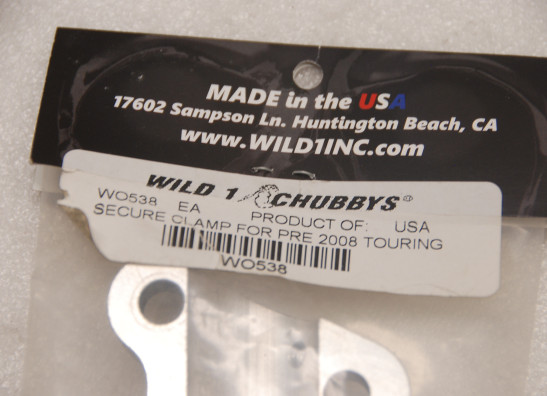 MADE in the USA
17602 Sampson Ln. Huntington Beach, CA
www.WILD1INC.com
WILD 1 CHUBBYS®
WO538 EA PRODUCT OF: USA
SECURE CLAMP FOR PRE 2008 TOURING
WO538